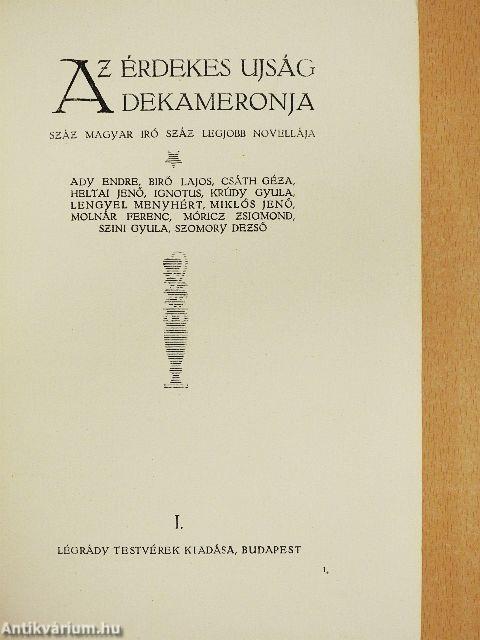 AZ ÉRDEKES UJSÁG
DEKAMERONJA
SZÁZ MAGYAR IRÓ SZÁZ LEGJOBB NOVELLÁJA
ADY ENDRE, BIRÓ LAJOS, CSÁTH GÉZA,
HELTAI JENŐ, IGNOTUS, KRÚDY GYULA,
LENGYEL MENYHÉRT, MIKLÓS JENŐ,
MOLNÁR FERENC, MÓRICZ ZSIGMOND,
SZINI GYULA, SZOMORY DEZSŐ
I.
LÉGRÁDY TESTVÉREK KIADÁSA, BUDAPEST
1.
Antikvárium.hu